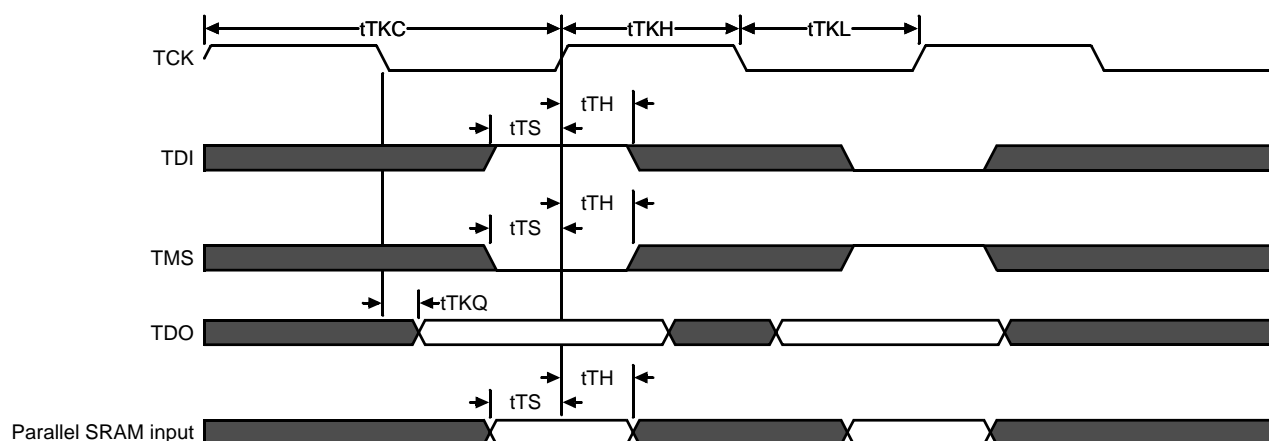 tTKC tTKH tTKL
TCK
tTH
tTS
TDI
tTH
tTS
TMS
tTKQ
TDO
tTH
tTS
Parallel SRAM input